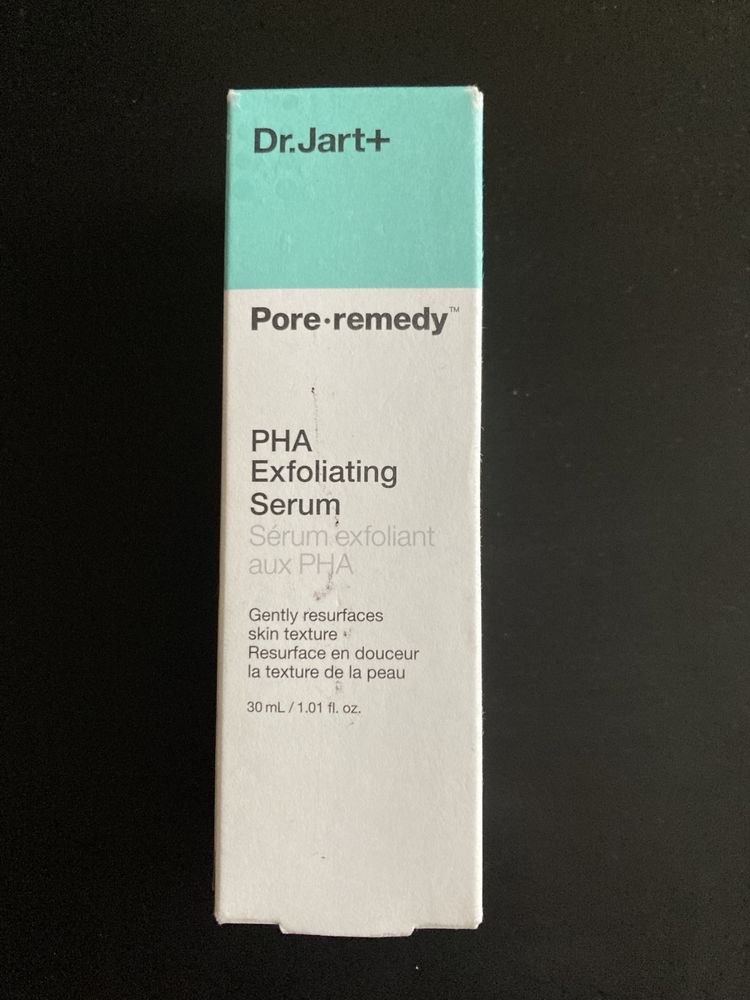 Dr.Jart+
Pore·remedy™
PHA
Exfoliating
Serum
Sérum exfoliant
aux PHA
Gently resurfaces
skin texture
Resurface en douceur
la texture de la peau
30 mL / 1.01 fl. oz.